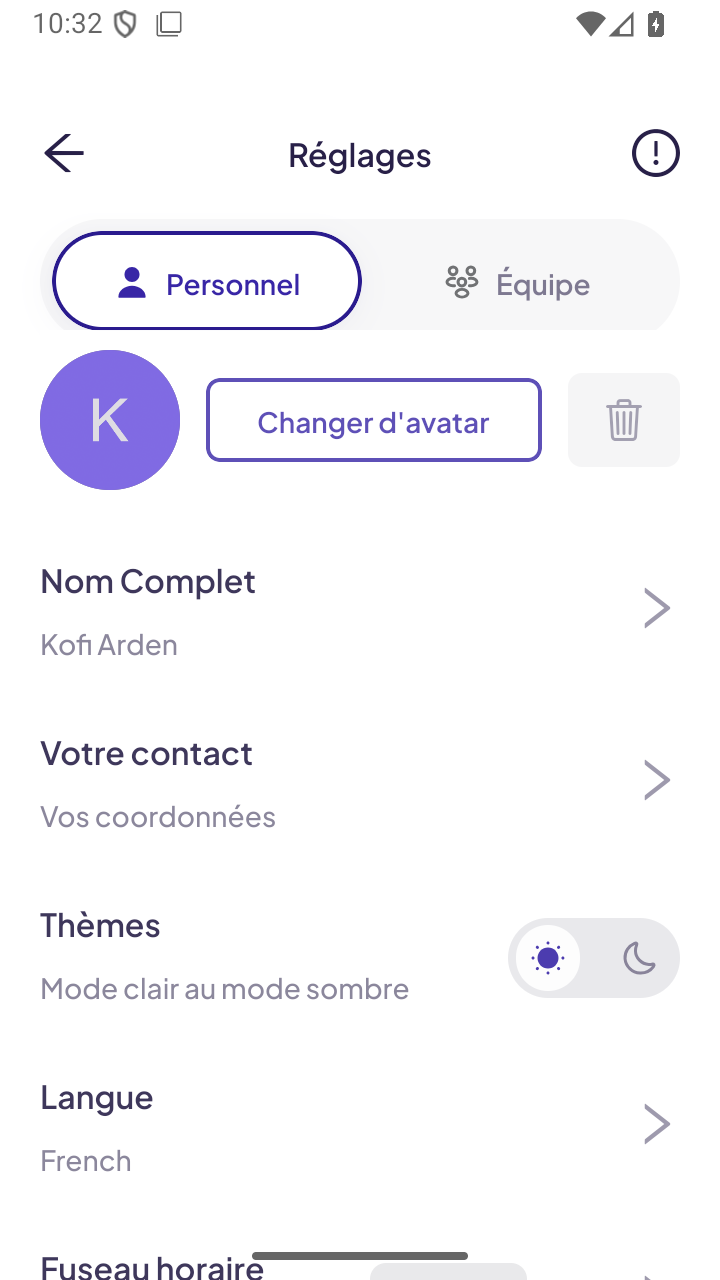 10:32
Réglages
Personnel
Équipe
K
Changer d'avatar
Nom Complet
Kofi Arden
Votre contact
Vos coordonnées
Thèmes
Mode clair au mode sombre
Langue
French
Fuseau horaire